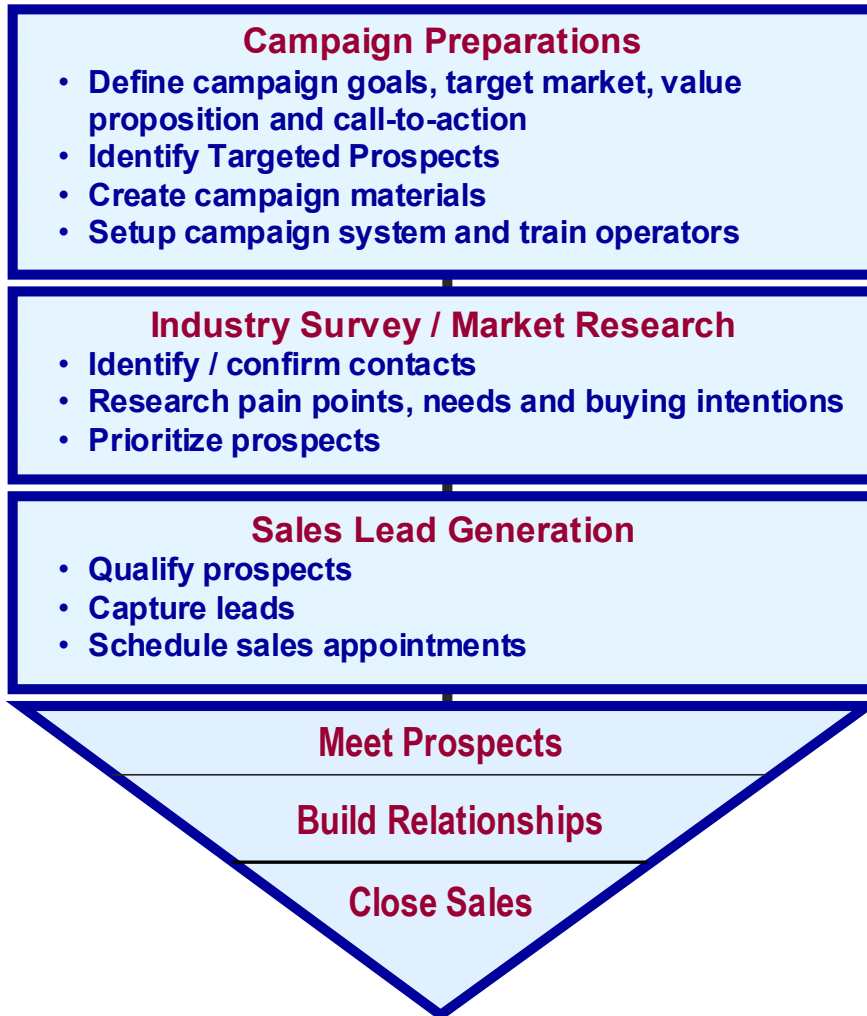 Campaign Preparations
• Define campaign goals, target market, value
proposition and call-to-action
• Identify Targeted Prospects
• Create campaign materials
• Setup campaign system and train operators
Industry Survey / Market Research
• Identify / confirm contacts
• Research pain points, needs and buying intentions
• Prioritize prospects
Sales Lead Generation
• Qualify prospects
• Capture leads
• Schedule sales appointments
Meet Prospects
Build Relationships
Close Sales